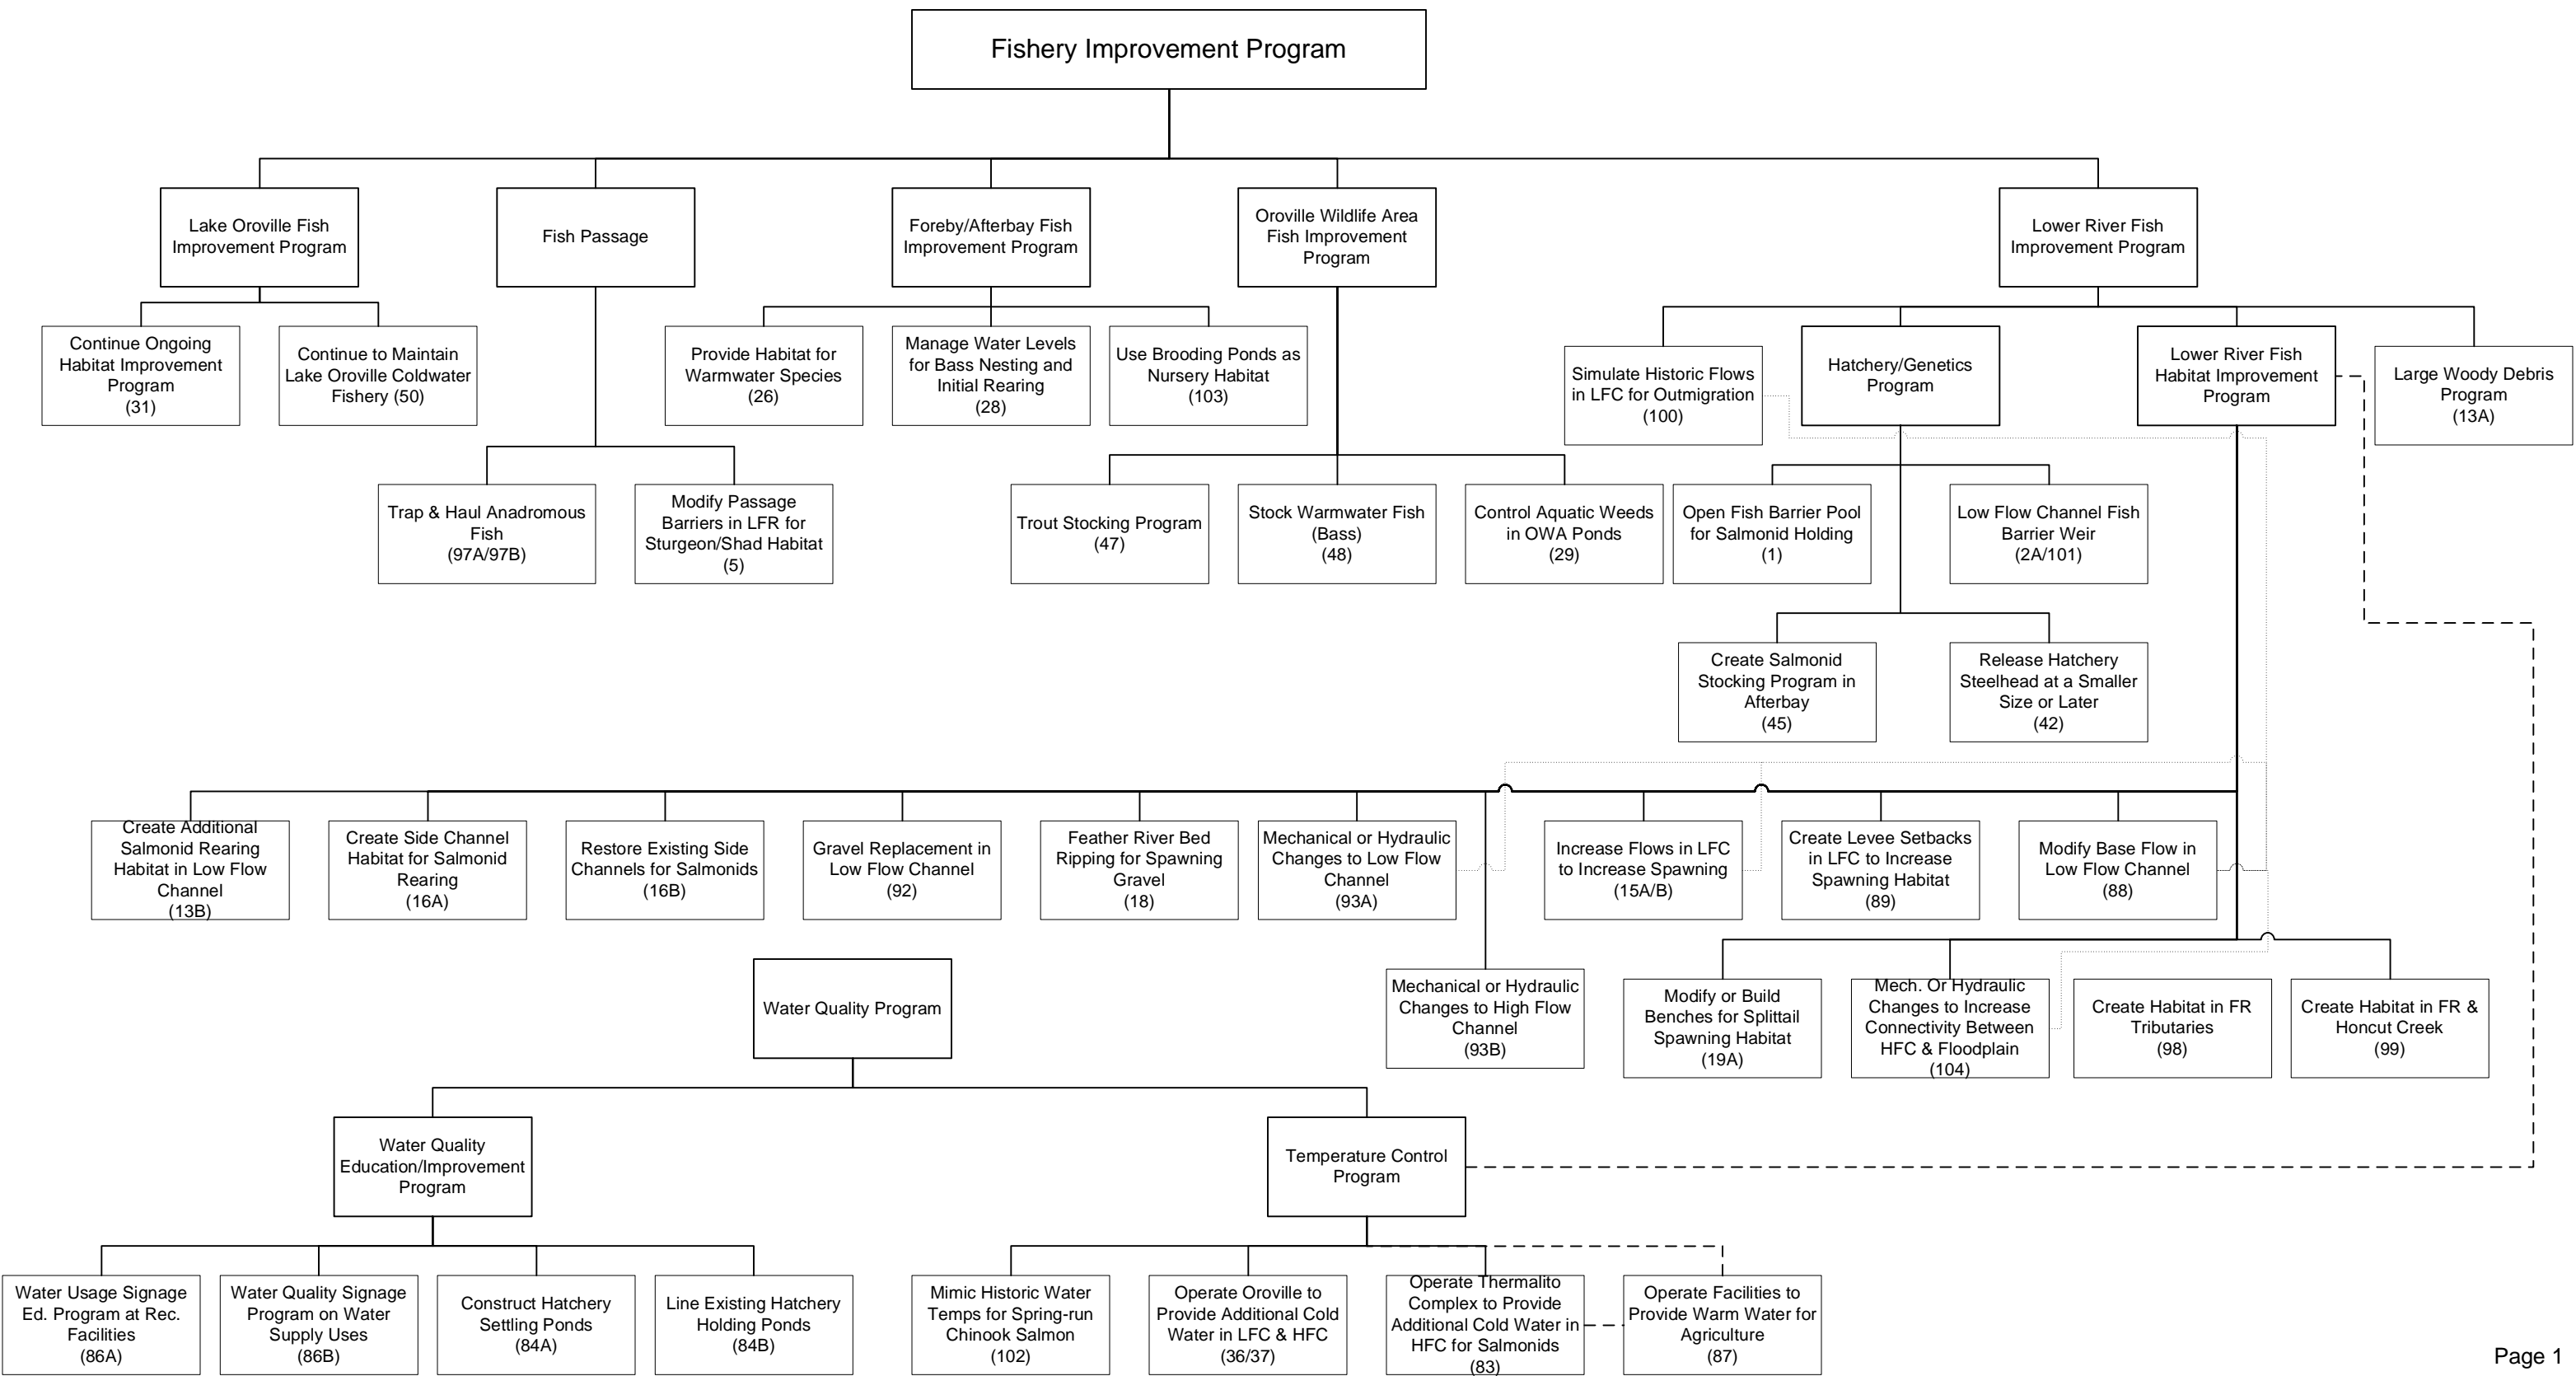 Fishery Improvement Program
Lake Oroville Fish
Improvement Program
Fish Passage
Foreby/Afterbay Fish
Improvement Program
Oroville Wildlife Area
Fish Improvement
Program
Lower River Fish
Improvement Program
Continue Ongoing
Habitat Improvement
Program
(31)
Continue to Maintain
Lake Oroville Coldwater
Fishery (50)
Provide Habitat for
Warmwater Species
(26)
Manage Water Levels
for Bass Nesting and
Initial Rearing
(28)
Use Brooding Ponds as
Nursery Habitat
(103)
Simulate Historic Flows
in LFC for Outmigration
(100)
Hatchery/Genetics
Program
Lower River Fish
Habitat Improvement
Program
Large Woody Debris
Program
(13A)
Trap & Haul Anadromous
Fish
(97A/97B)
Modify Passage
Barriers in LFR for
Sturgeon/Shad Habitat
(5)
Trout Stocking Program
(47)
Stock Warmwater Fish
(Bass)
(48)
Control Aquatic Weeds
in OWA Ponds
(29)
Open Fish Barrier Pool
for Salmonid Holding
(1)
Low Flow Channel Fish
Barrier Weir
(2A/101)
Create Salmonid
Stocking Program in
Afterbay
(45)
Release Hatchery
Steelhead at a Smaller
Size or Later
(42)
Create Additional
Salmonid Rearing
Habitat in Low Flow
Channel
(13B)
Create Side Channel
Habitat for Salmonid
Rearing
(16A)
Restore Existing Side
Channels for Salmonids
(16B)
Gravel Replacement in
Low Flow Channel
(92)
Feather River Bed
Ripping for Spawning
Gravel
(18)
Mechanical or Hydraulic
Changes to Low Flow
Channel
(93A)
Increase Flows in LFC
to Increase Spawning
(15A/B)
Create Levee Setbacks
in LFC to Increase
Spawning Habitat
(89)
Modify Base Flow in
Low Flow Channel
(88)
Water Quality Program
Mechanical or Hydraulic
Changes to High Flow
Channel
(93B)
Modify or Build
Benches for Splittail
Spawning Habitat
(19A)
Mech. Or Hydraulic
Changes to Increase
Connectivity Between
HFC & Floodplain
(104)
Create Habitat in FR
Tributaries
(98)
Create Habitat in FR &
Honcut Creek
(99)
Water Quality
Education/Improvement
Program
Temperature Control
Program
Water Usage Signage
Ed. Program at Rec.
Facilities
(86A)
Water Quality Signage
Program on Water
Supply Uses
(86B)
Construct Hatchery
Settling Ponds
(84A)
Line Existing Hatchery
Holding Ponds
(84B)
Mimic Historic Water
Temps for Spring-run
Chinook Salmon
(102)
Operate Oroville to
Provide Additional Cold
Water in LFC & HFC
(36/37)
Operate Thermalito
Complex to Provide
Additional Cold Water in
HFC for Salmonids
(83)
Operate Facilities to
Provide Warm Water for
Agriculture
(87)
Page 1